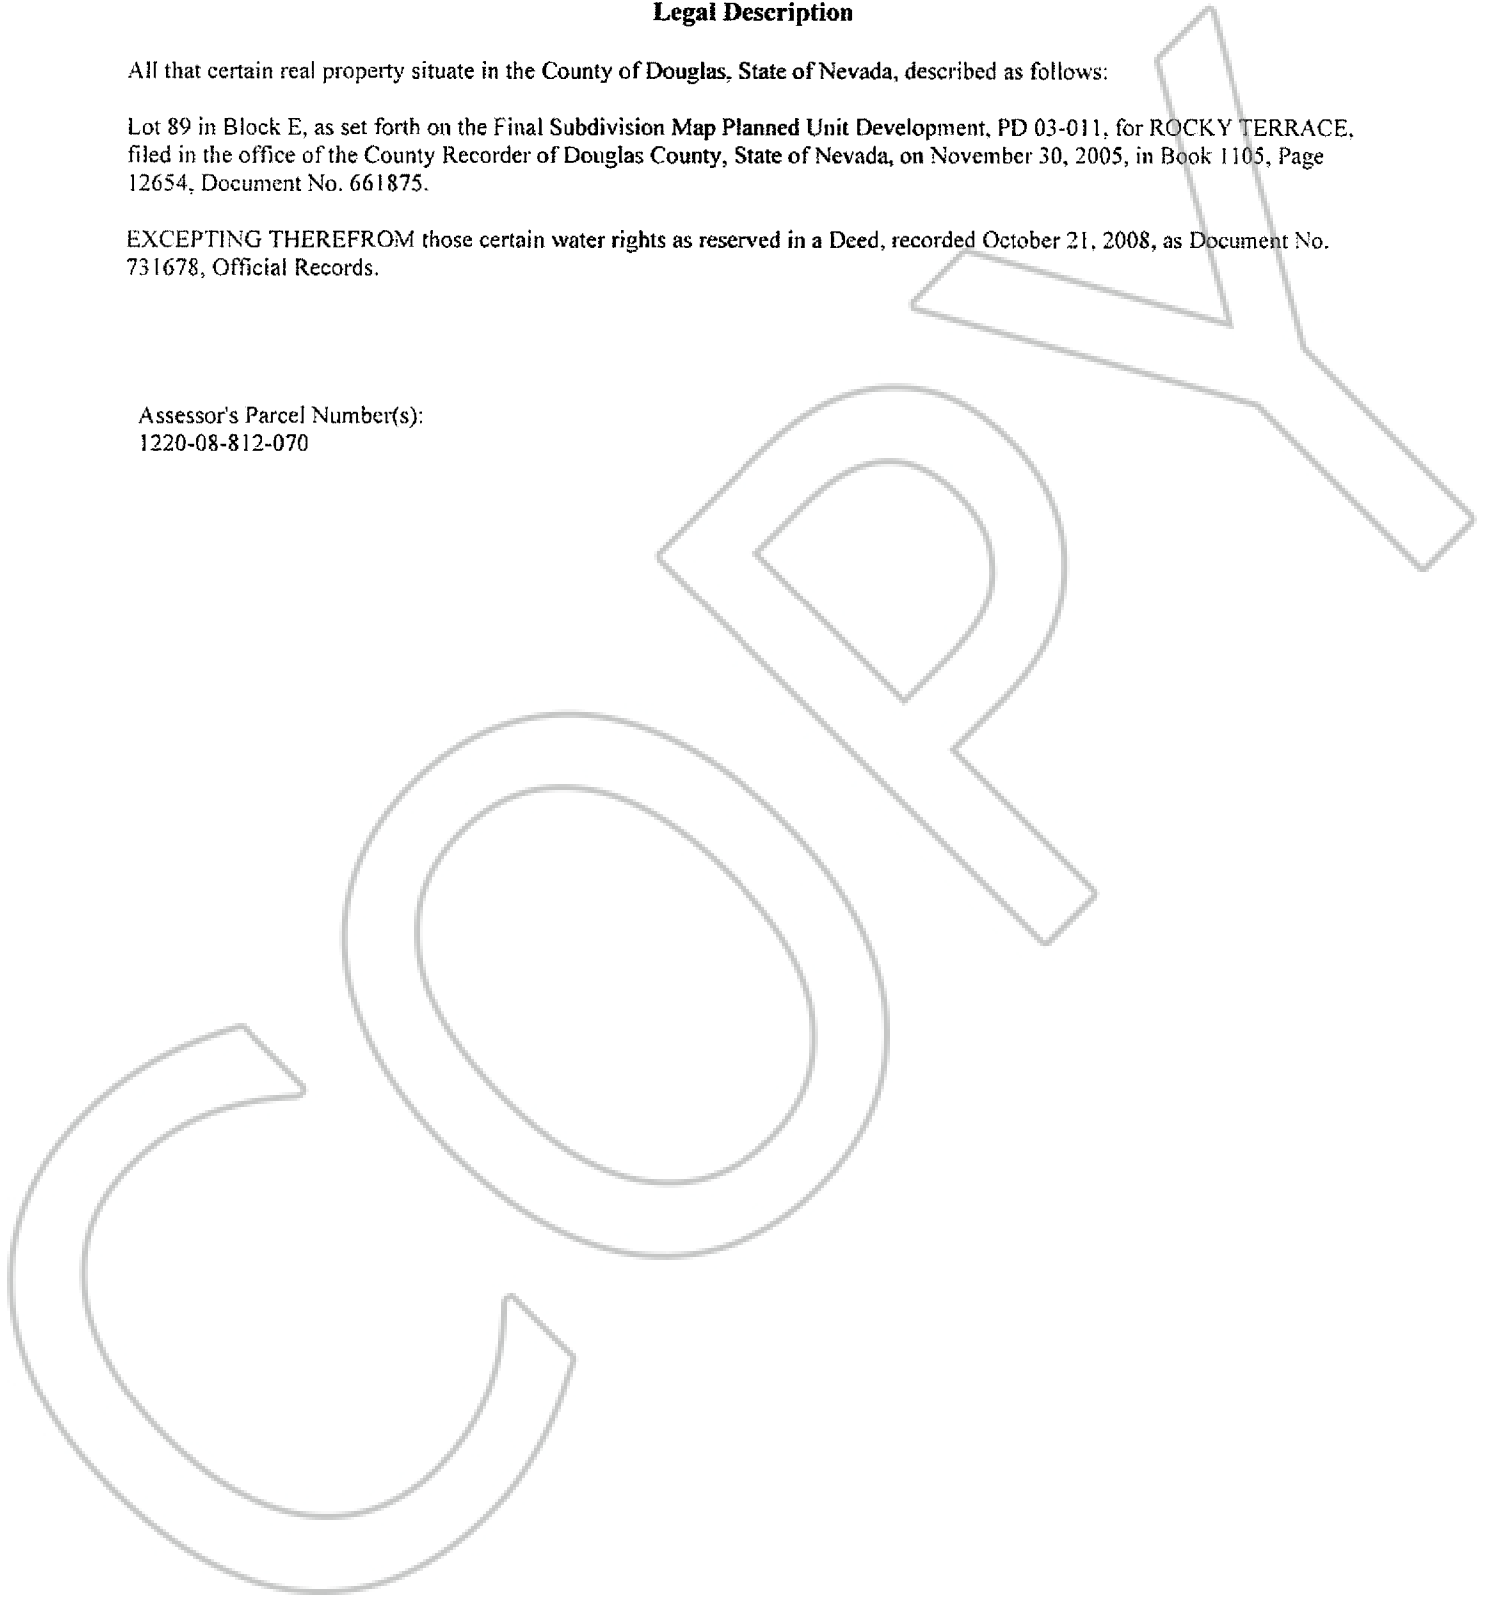 Legal Description
All that certain real property situate in the County of Douglas, State of Nevada, described as follows:
Lot 89 in Block E, as set forth on the Final Subdivision Map Planned Unit Development, PD 03-011, for ROCKY TERRACE,
filed in the office of the County Recorder of Douglas County, State of Nevada, on November 30, 2005, in Book 1105, Page
12654, Document No. 661875.
EXCEPTING THEREFROM those certain water rights as reserved in a Deed, recorded October 21, 2008, as Document No.
731678, Official Records.
Assessor's Parcel Number(s):
1220-08-812-070
COPY